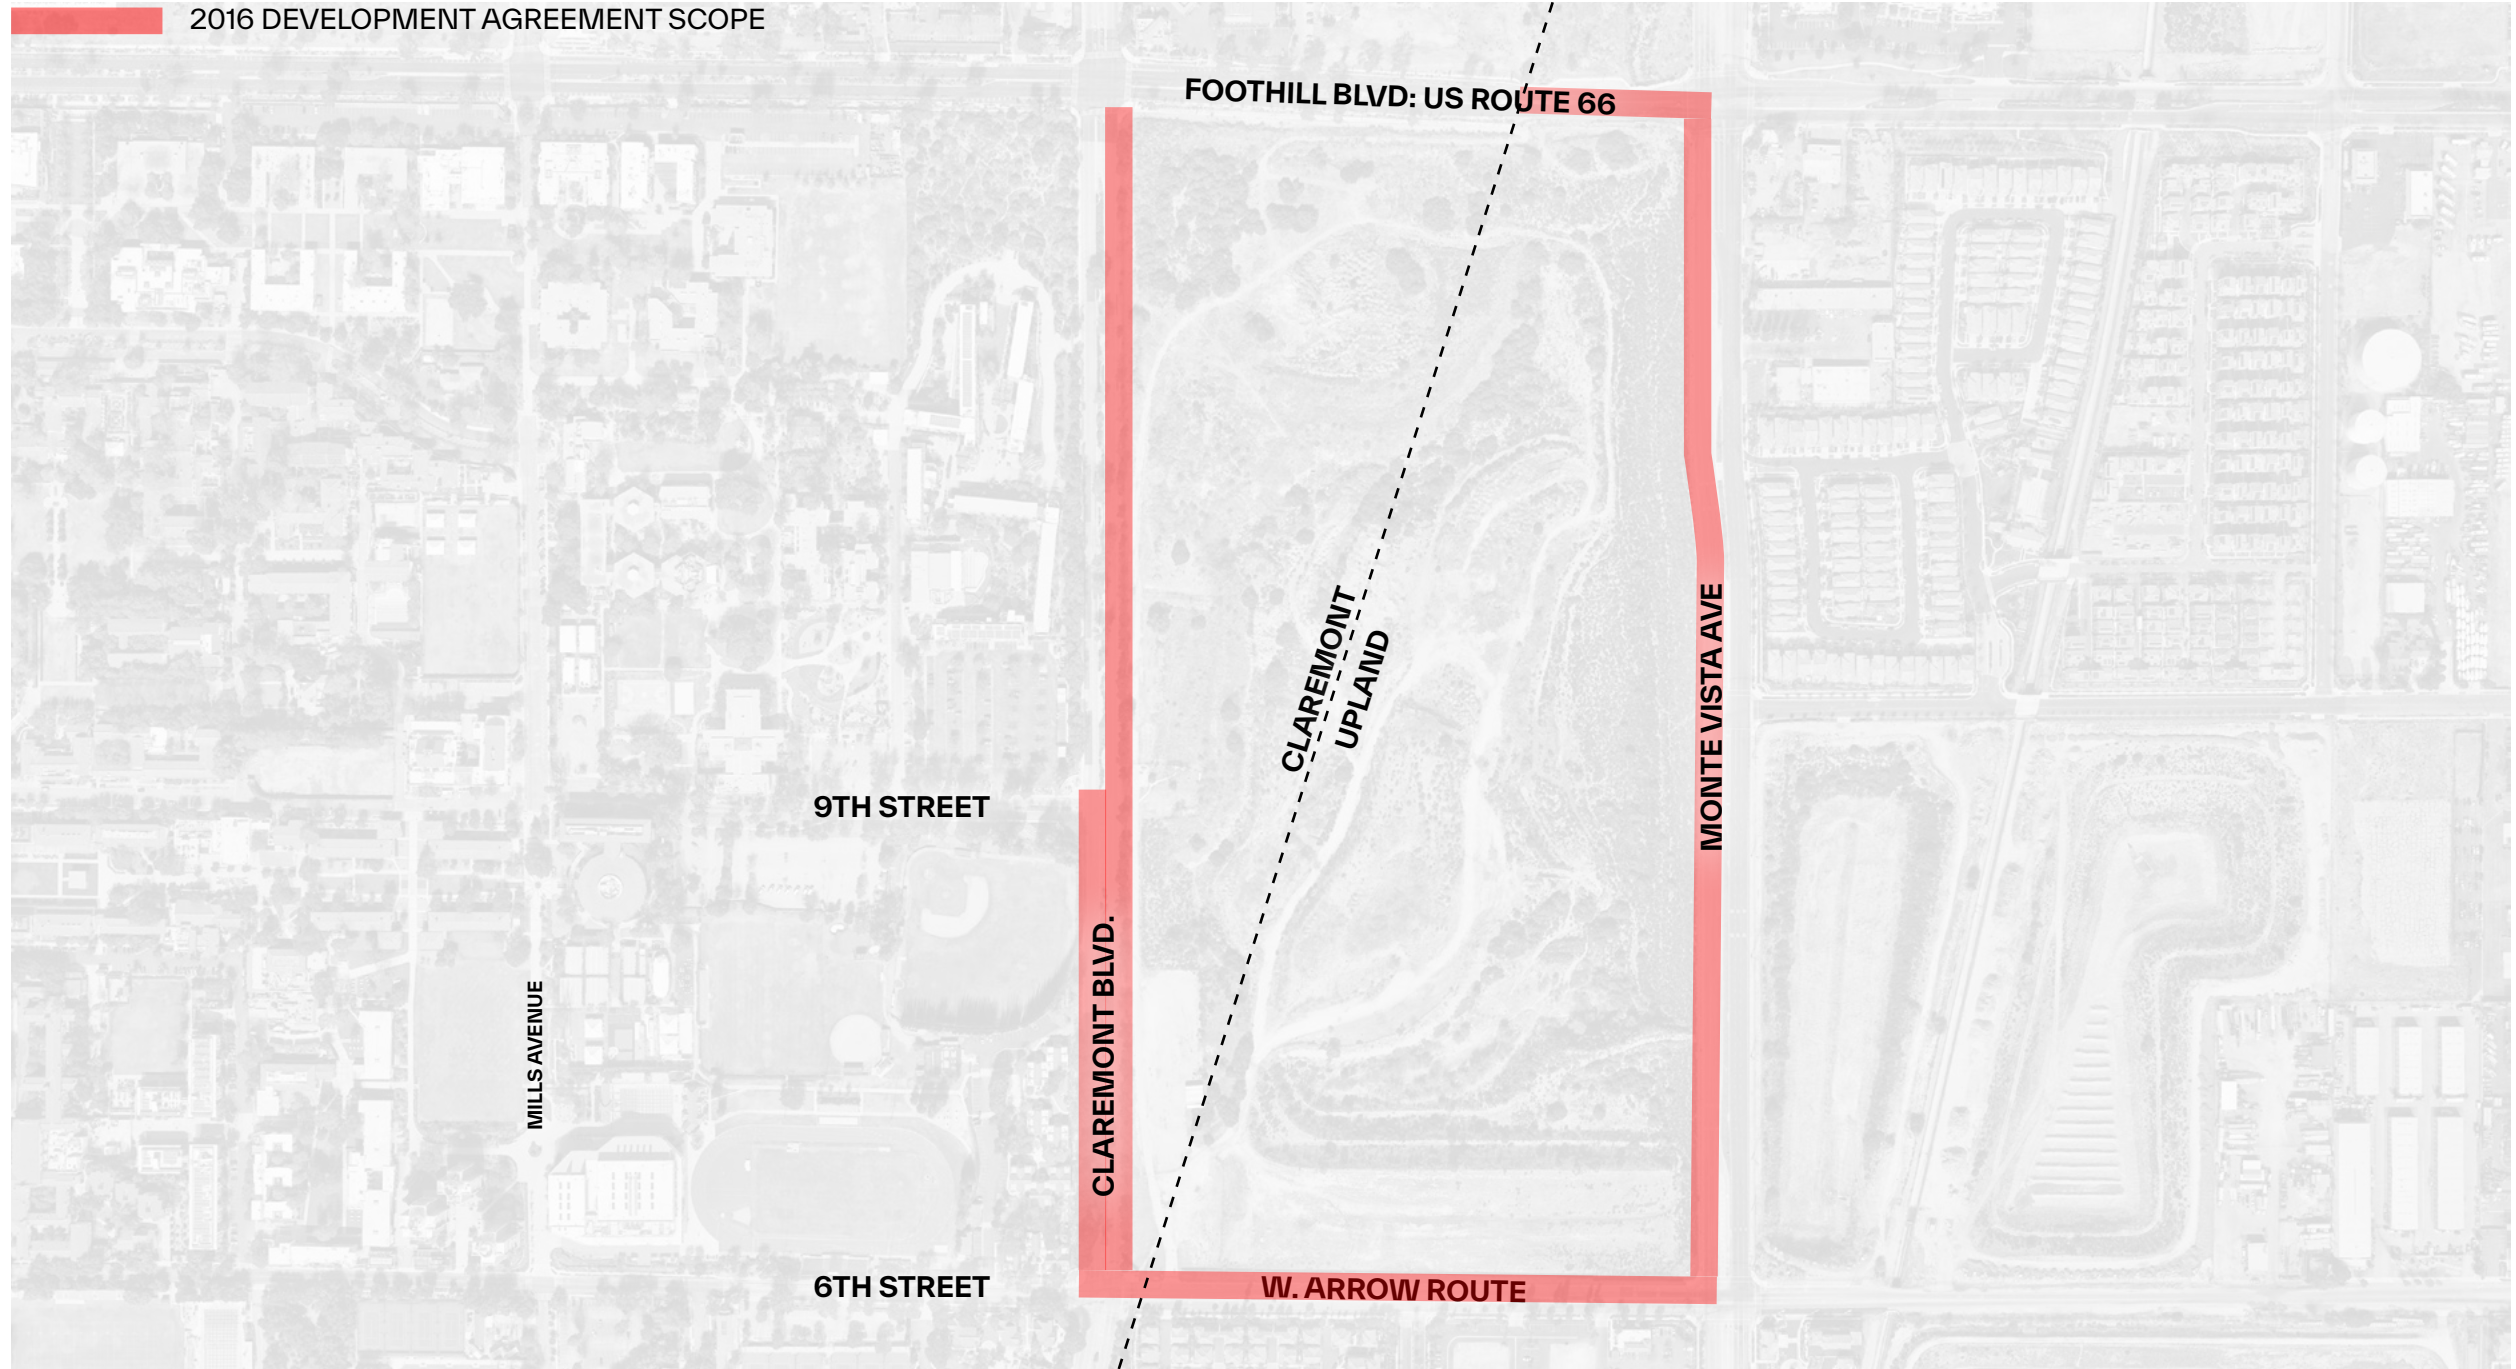 2016 DEVELOPMENT AGREEMENT SCOPE
FOOTHILL BLVD: US ROUTE 66
CLAREMONT
UPLAND
MONTE VISTA AVE
9TH STREET
CLAREMONT BLVD.
MILLS AVENUE
6TH STREET
W. ARROW ROUTE